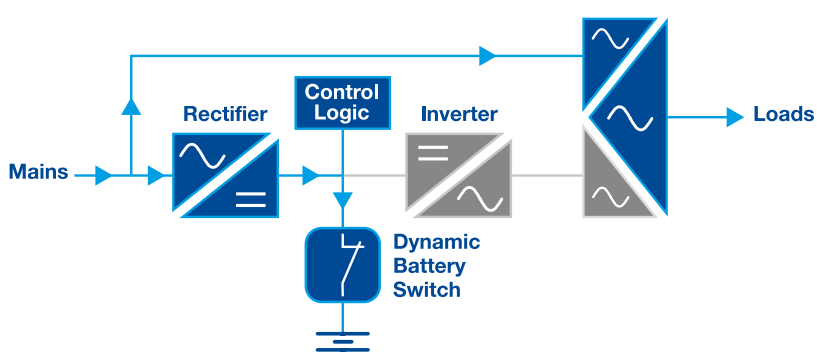 Control
Logic
Rectifier
Inverter
Mains
Loads
Dynamic
Battery
Switch